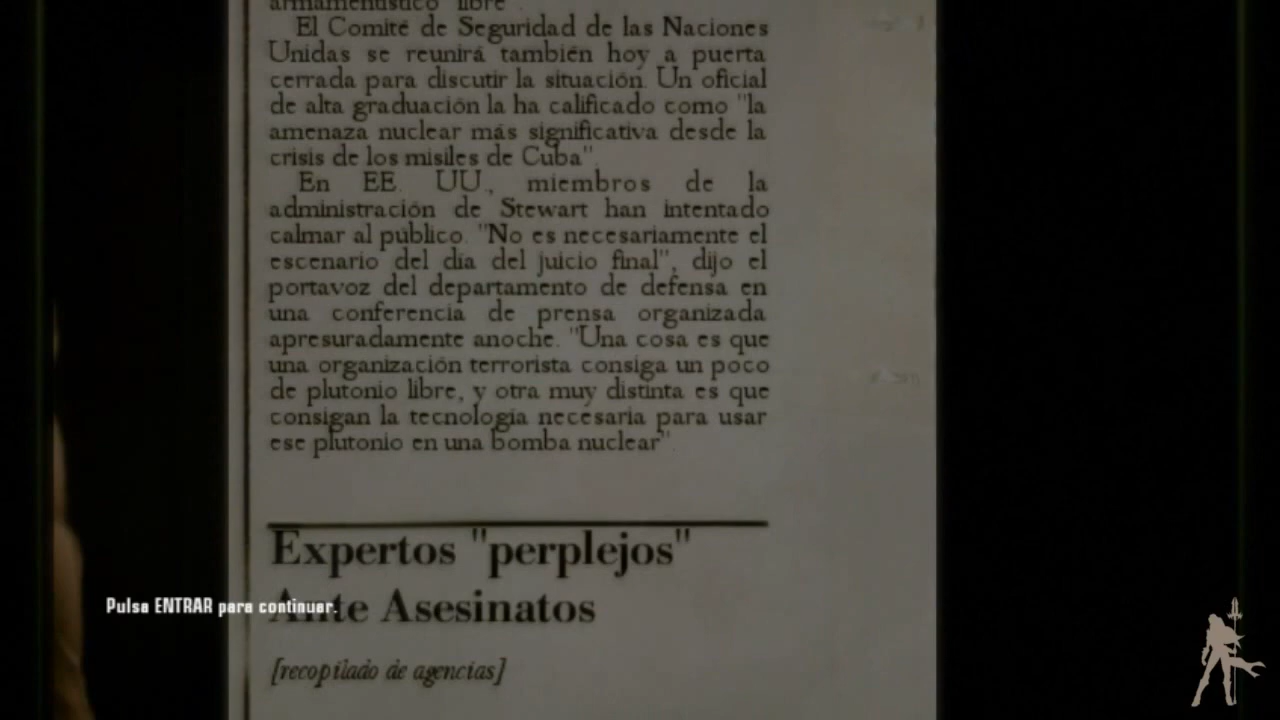 armamentístico libre
El Comité de Seguridad de las Naciones
Unidas se reunirá también hoy a puerta
cerrada para discutir la situación. Un oficial
de alta graduación la ha calificado como "la
amenaza nuclear más significativa desde la
crisis de los misiles de Cuba".
En EE. UU., miembros de la
administración de Stewart han intentado
calmar al público. "No es necesariamente el
escenario del día del juicio final", dijo el
portavoz del departamento de defensa en
una conferencia de prensa organizada
apresuradamente anoche. "Una cosa es que
una organización terrorista consiga un poco
de plutonio libre, y otra muy distinta es que
consigan la tecnología necesaria para usar
ese plutonio en una bomba nuclear"
Expertos "perplejos"
Ante Asesinatos
[recopilado de agencias]
Pulsa ENTRAR para continuar.